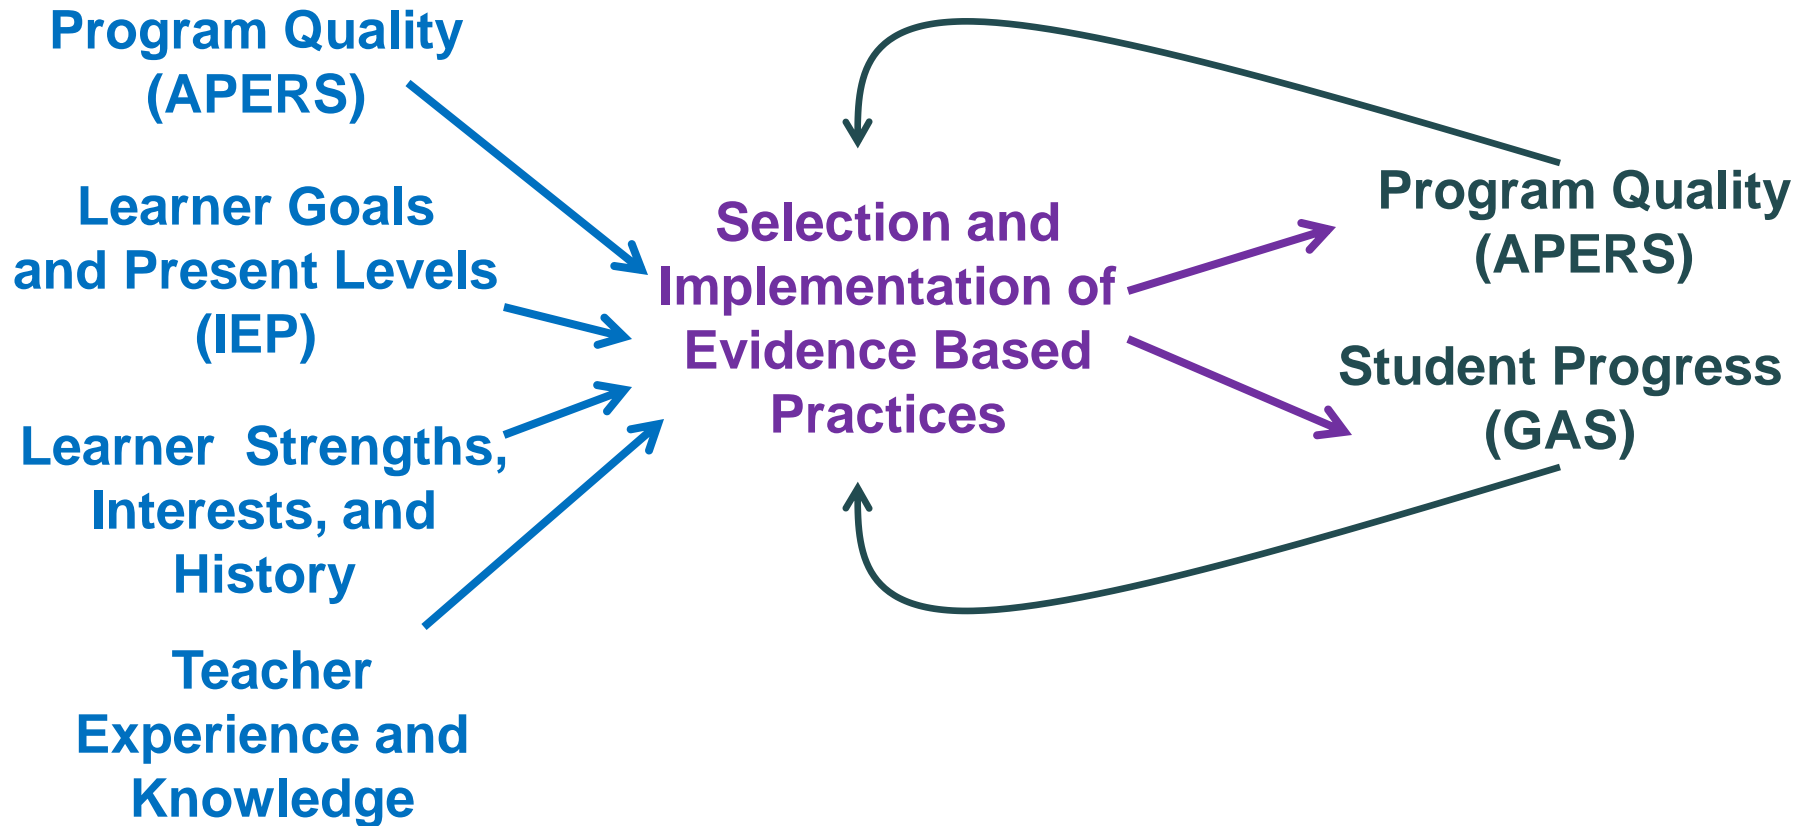 Program Quality
(APERS)
Learner Goals
and Present Levels
(IEP)
Learner  Strengths,
Interests, and
History
Teacher
Experience and
Knowledge
Selection and
Implementation of
Evidence Based
Practices
Program Quality
(APERS)
Student Progress
(GAS)